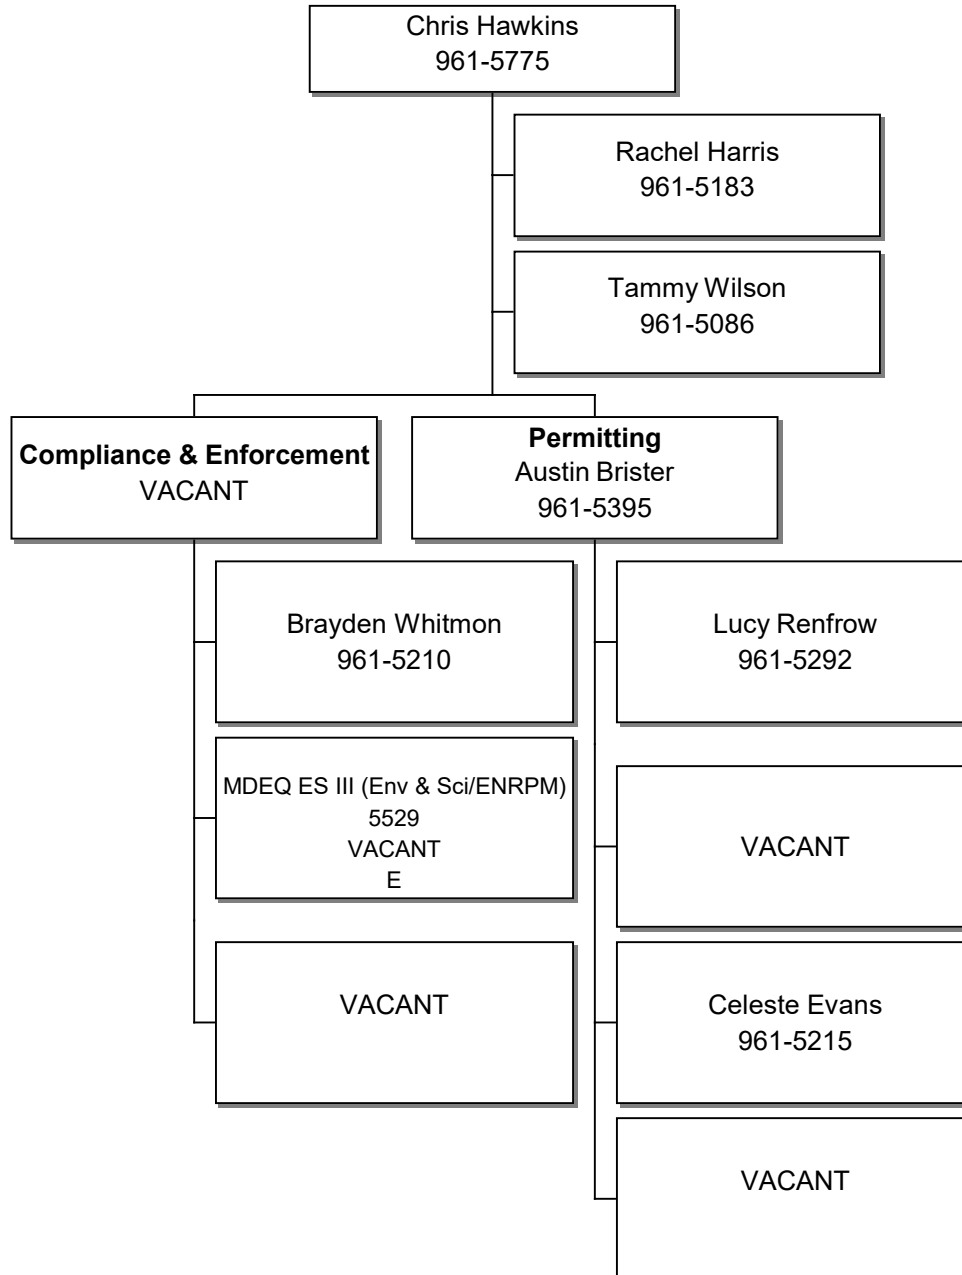 Chris Hawkins
961-5775
Rachel Harris
961-5183
Tammy Wilson
961-5086
Compliance & Enforcement
VACANT
Permitting
Austin Brister
961-5395
Brayden Whitmon
961-5210
MDEQ ES III (Env & Sci/ENRPM)
5529
VACANT
E
VACANT
Lucy Renfrow
961-5292
VACANT
Celeste Evans
961-5215
VACANT